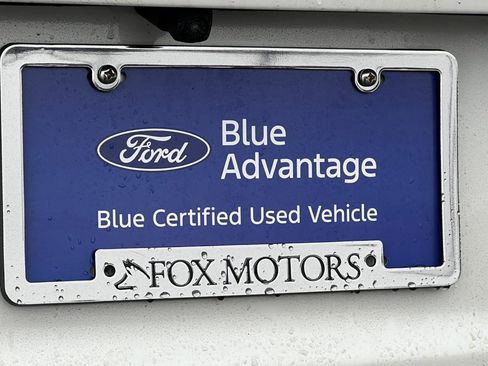 Ford
Blue
Advantage
Blue Certified Used Vehicle
FOX MOTORS